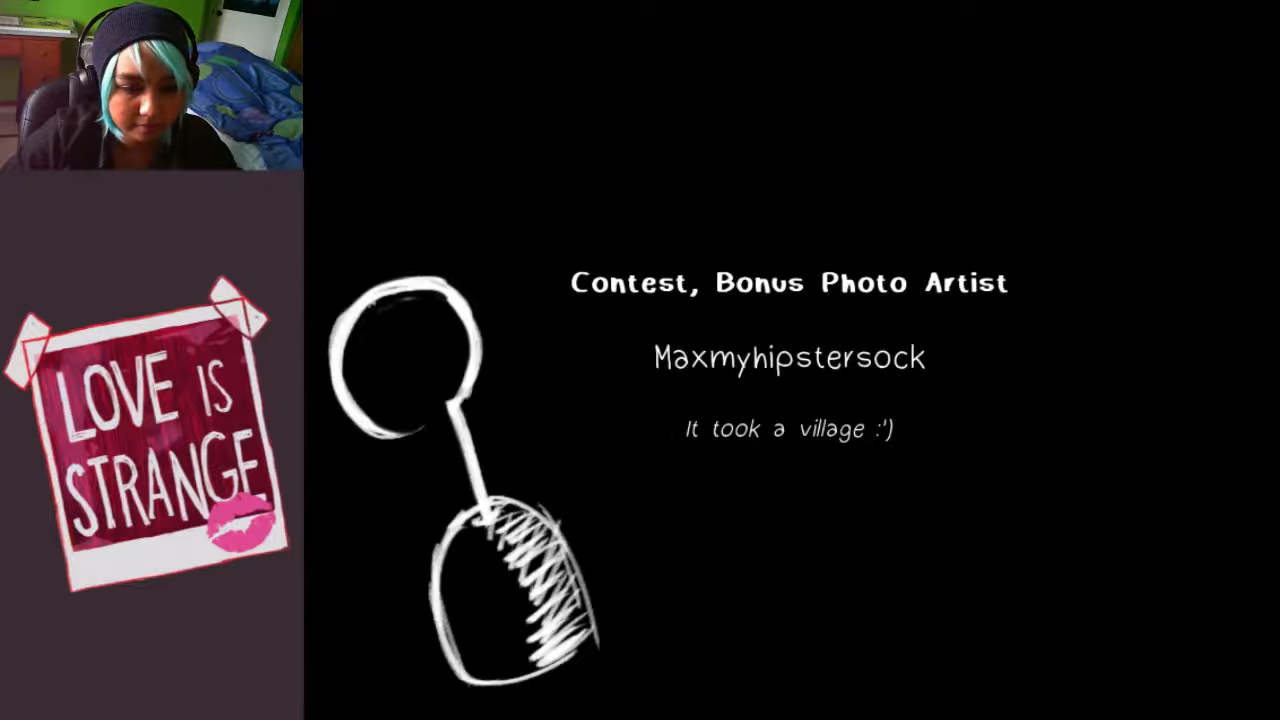 LOVE IS
STRANGE
Contest, Bonus Photo Artist
Maxmyhipstersock
It took a village :')